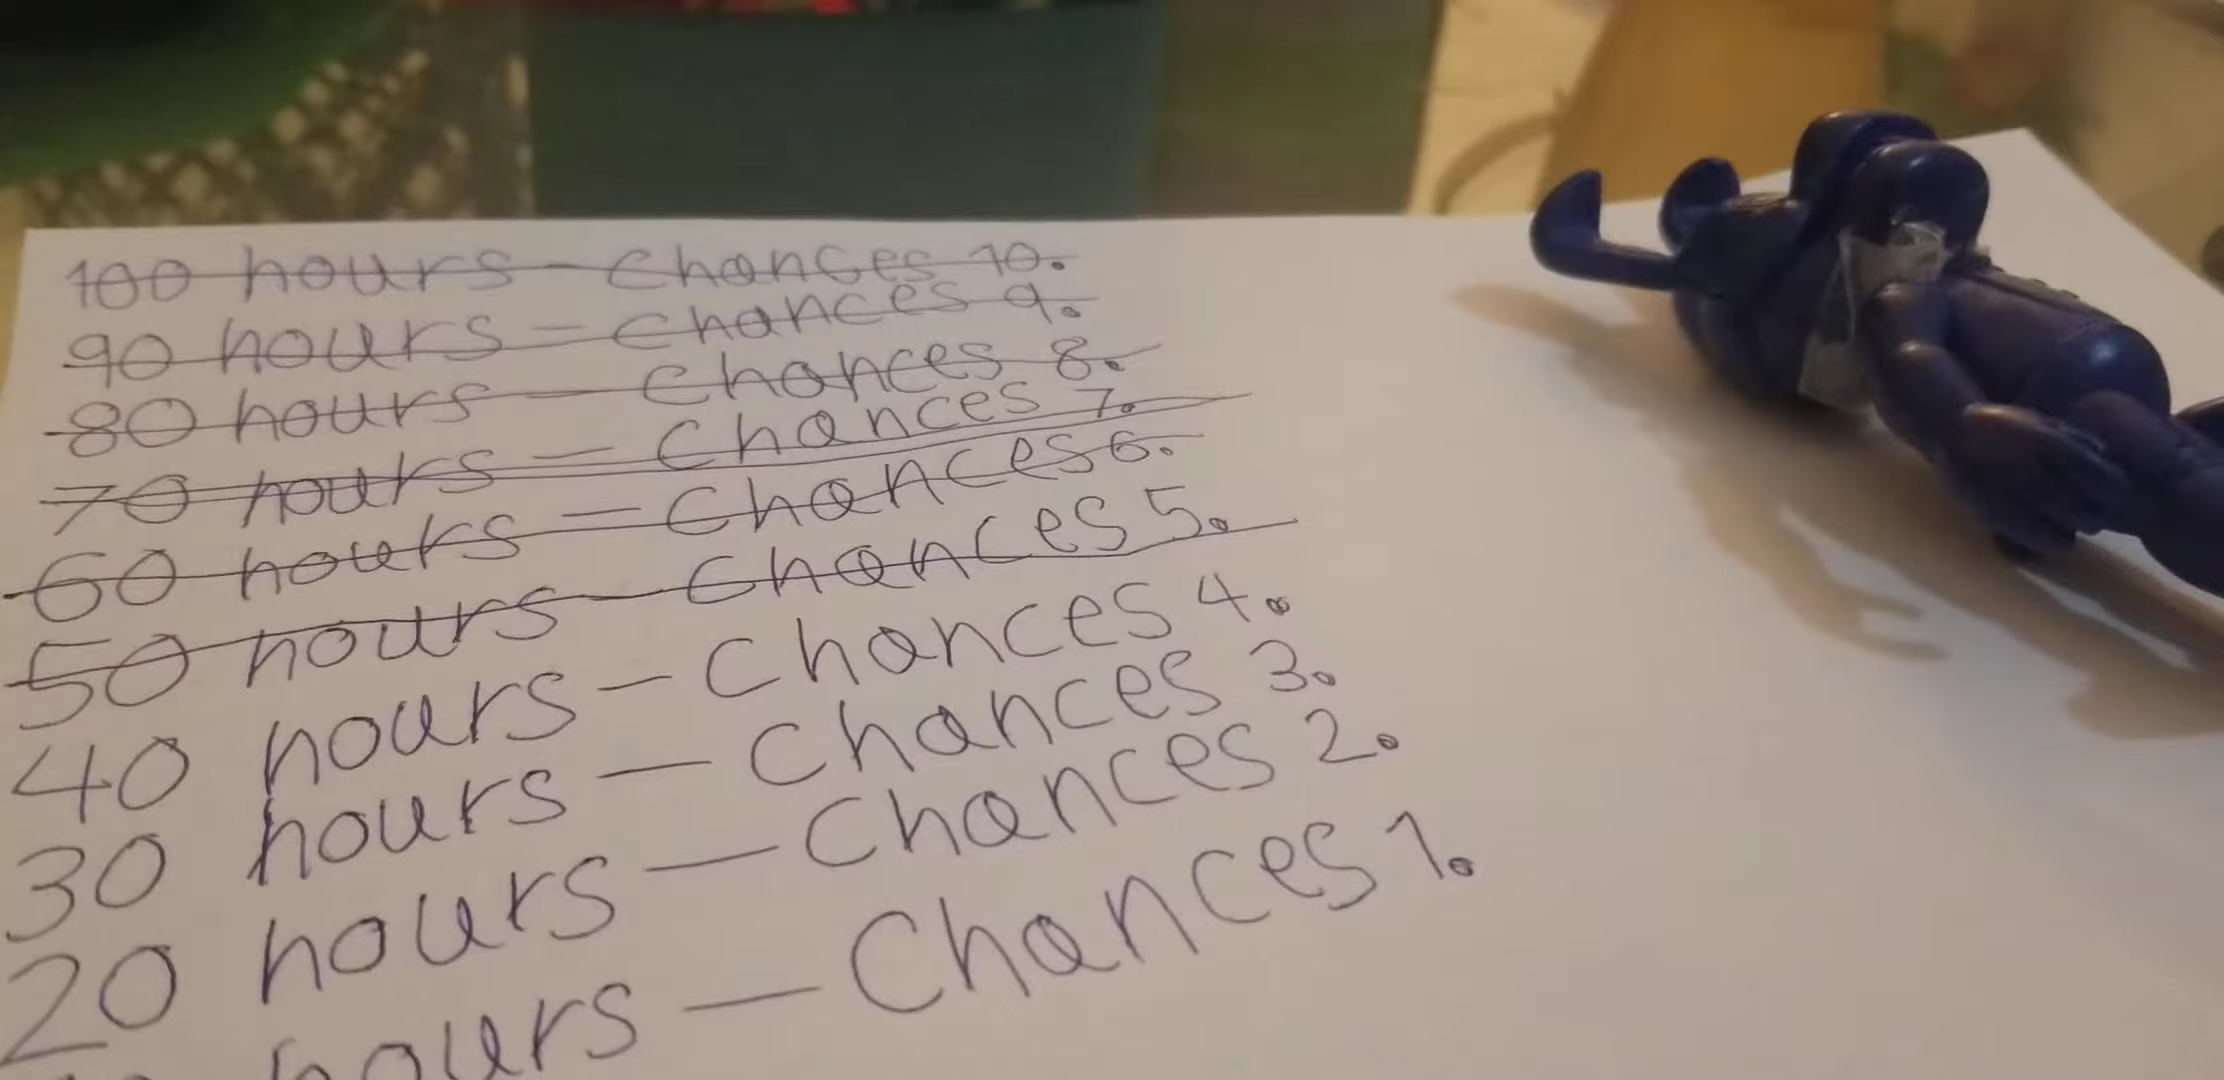 100 hours - Chances 10.
90 hours - Chances 9.
80 hours - Chances 8.
70 hours - Chances 7.
60 hours - Chances 6.
50 hours - Chances 5.
40 hours - Chances 4.
30 hours - Chances 3.
20 hours - Chances 2.
hours - Chances 1.